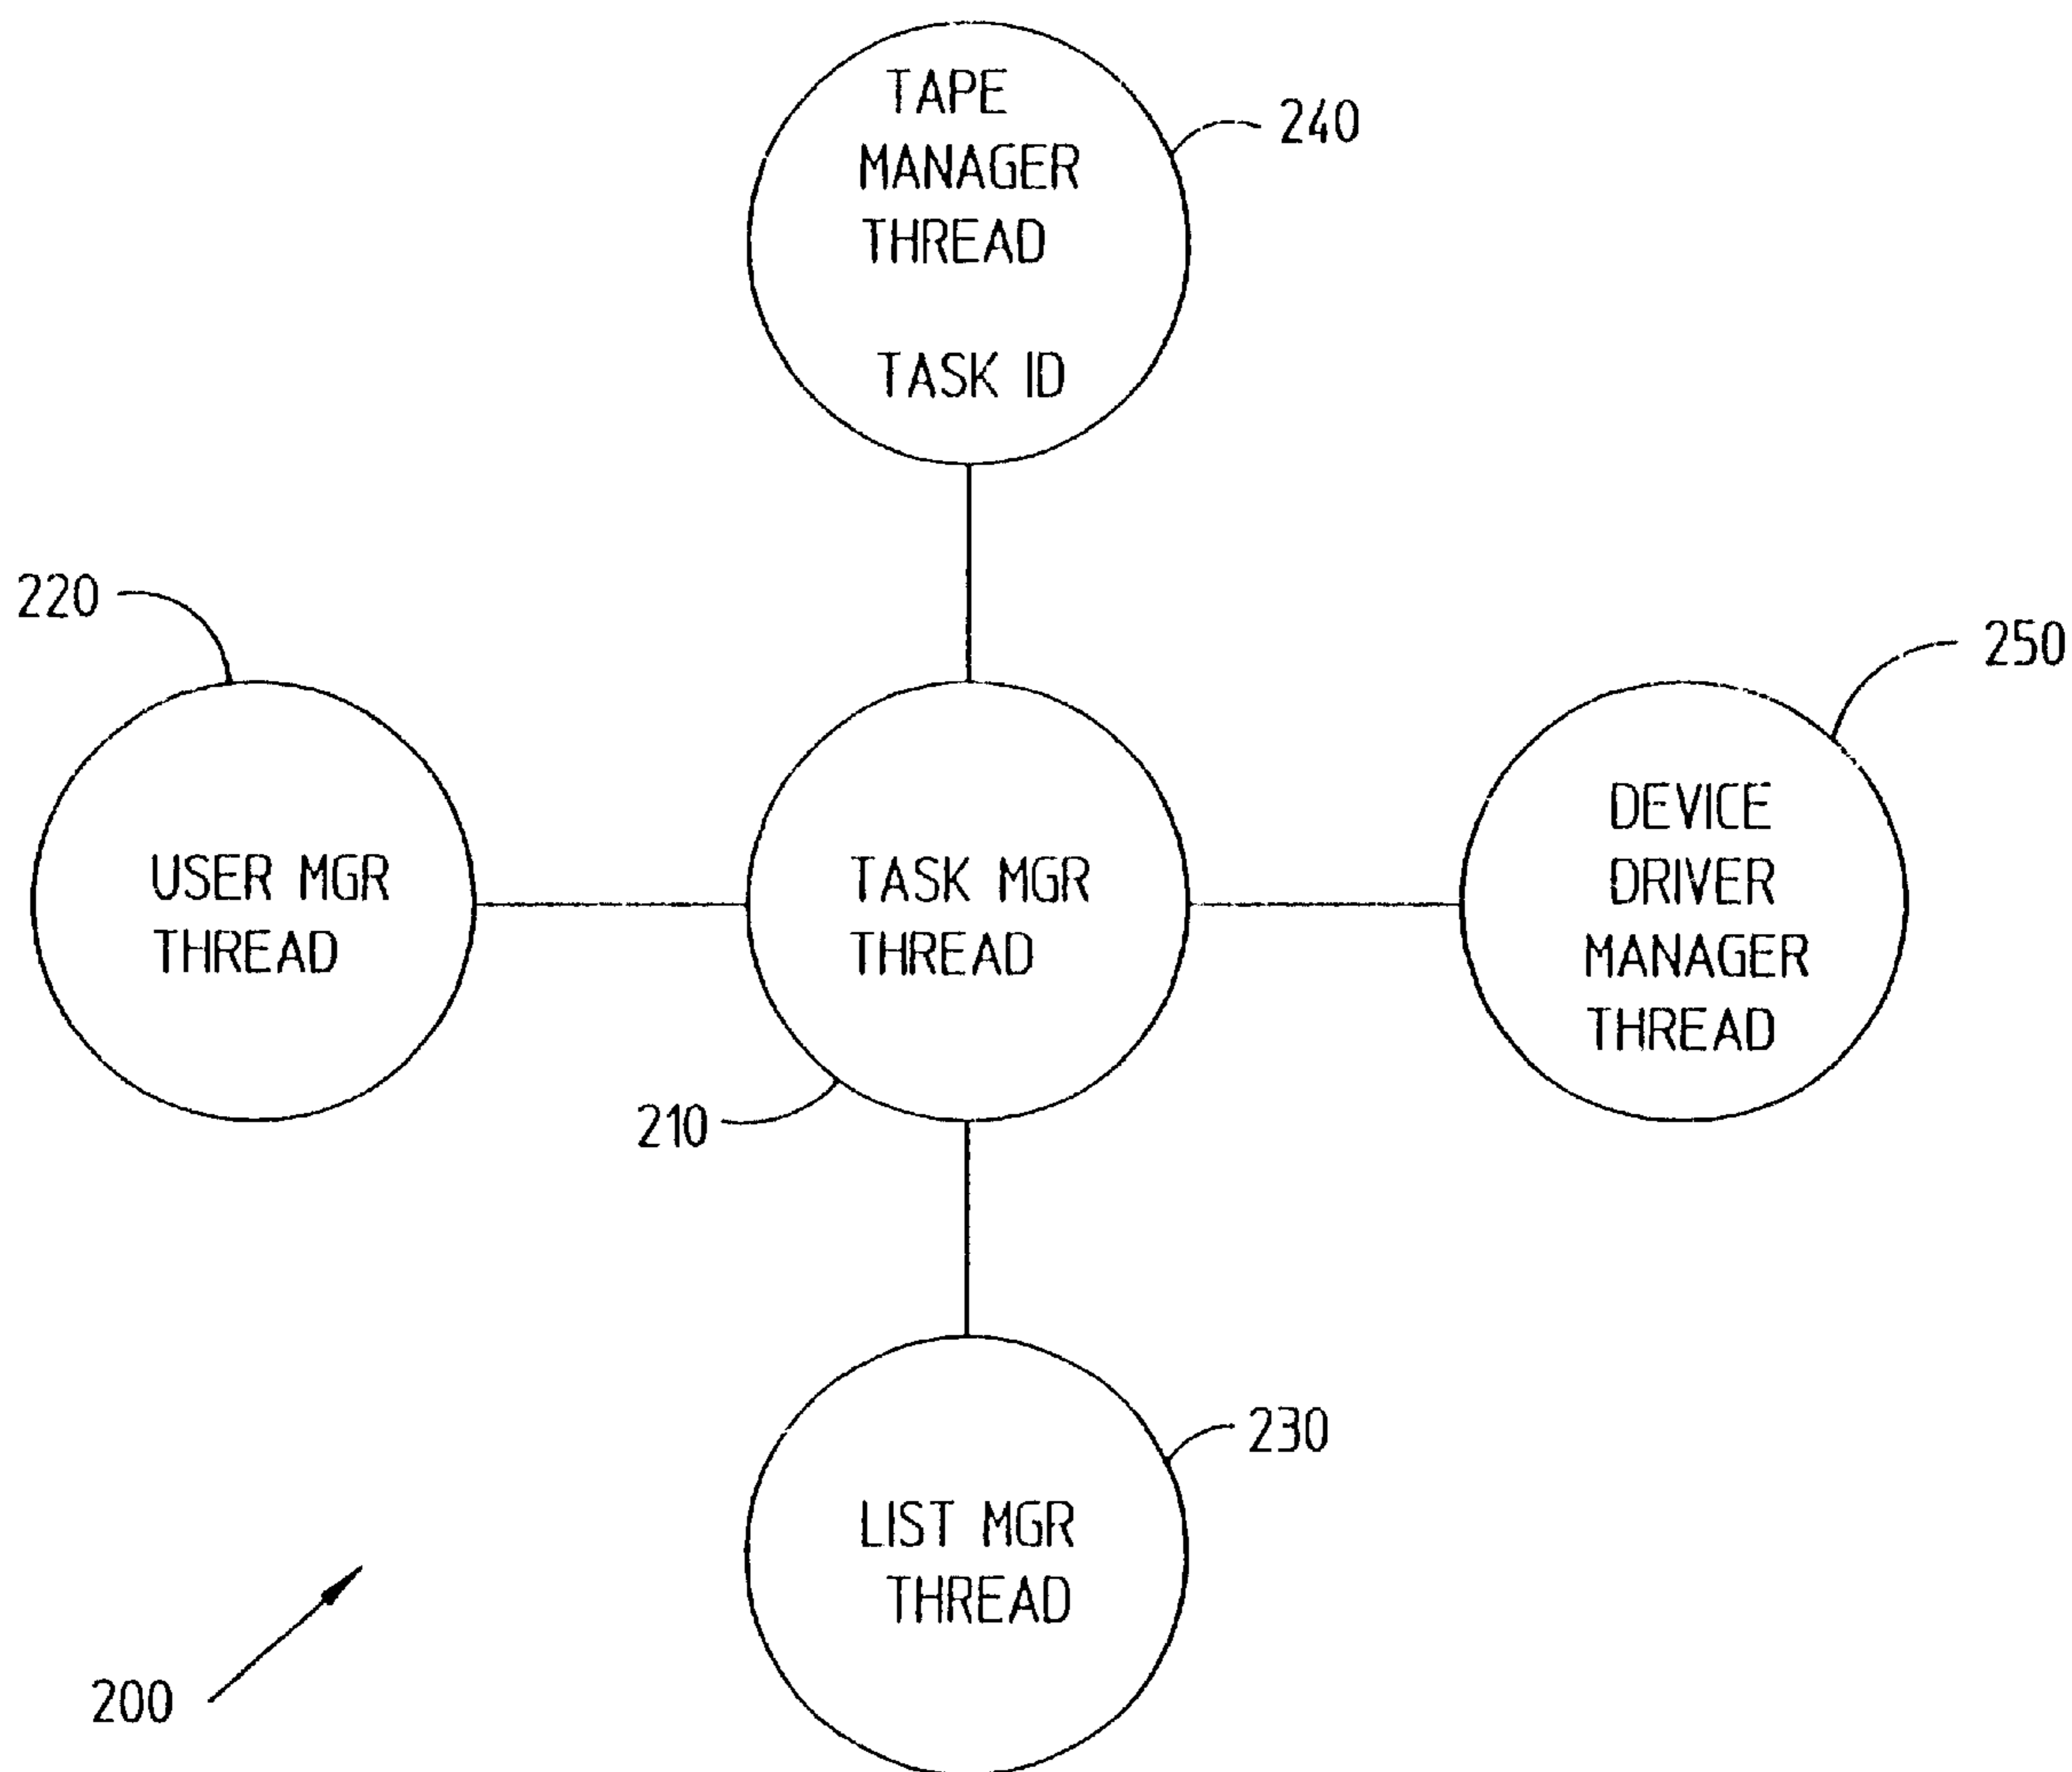 TAPE
MANAGER
THREAD
TASK ID
240
220
250
USER MGR
THREAD
TASK MGR
THREAD
DEVICE
DRIVER
MANAGER
THREAD
210
230
LIST MGR
THREAD
200